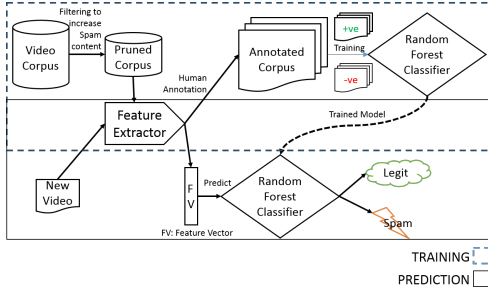 Filtering to
increase
Spam
content
Video
Corpus
Pruned
Corpus
Human
Annotation
Annotated
Corpus
+ve
Training
-ve
Random
Forest
Classifier
Feature
Extractor
Trained Model
New
Video
F
V
FV: Feature Vector
Predict
Random
Forest
Classifier
Legit
Spam
TRAINING
PREDICTION